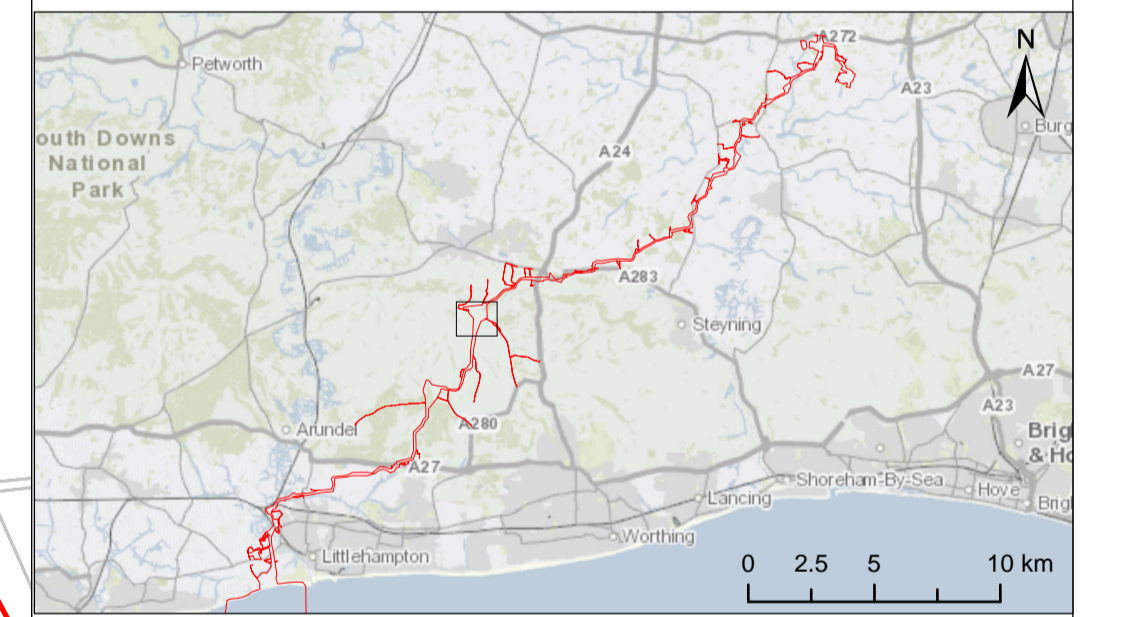 A272
N
Petworth
A23
Burg
outh Downs
National
Park
A24
A283
Steyning
A27
A23
Arundel
A280
Brig
& Ho
A27
Shoreham-By-Sea
Hove
Lancing
Brigl
Worthing
Littlehampton
0 2.5 5 10 km